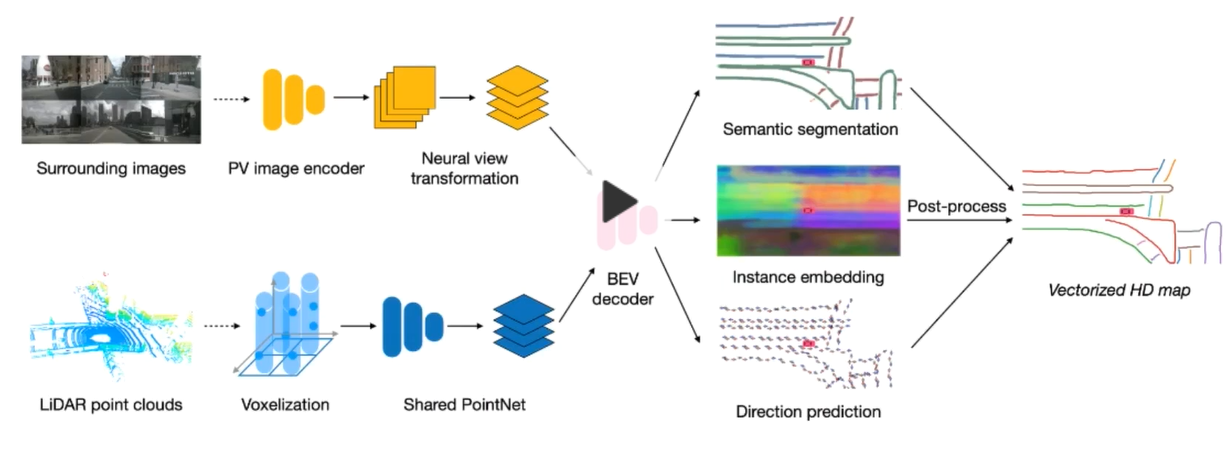 Surrounding images
PV image encoder
Neural view
transformation
LiDAR point clouds
Voxelization
Shared PointNet
BEV
decoder
Semantic segmentation
Instance embedding
Direction prediction
Post-process
Vectorized HD map